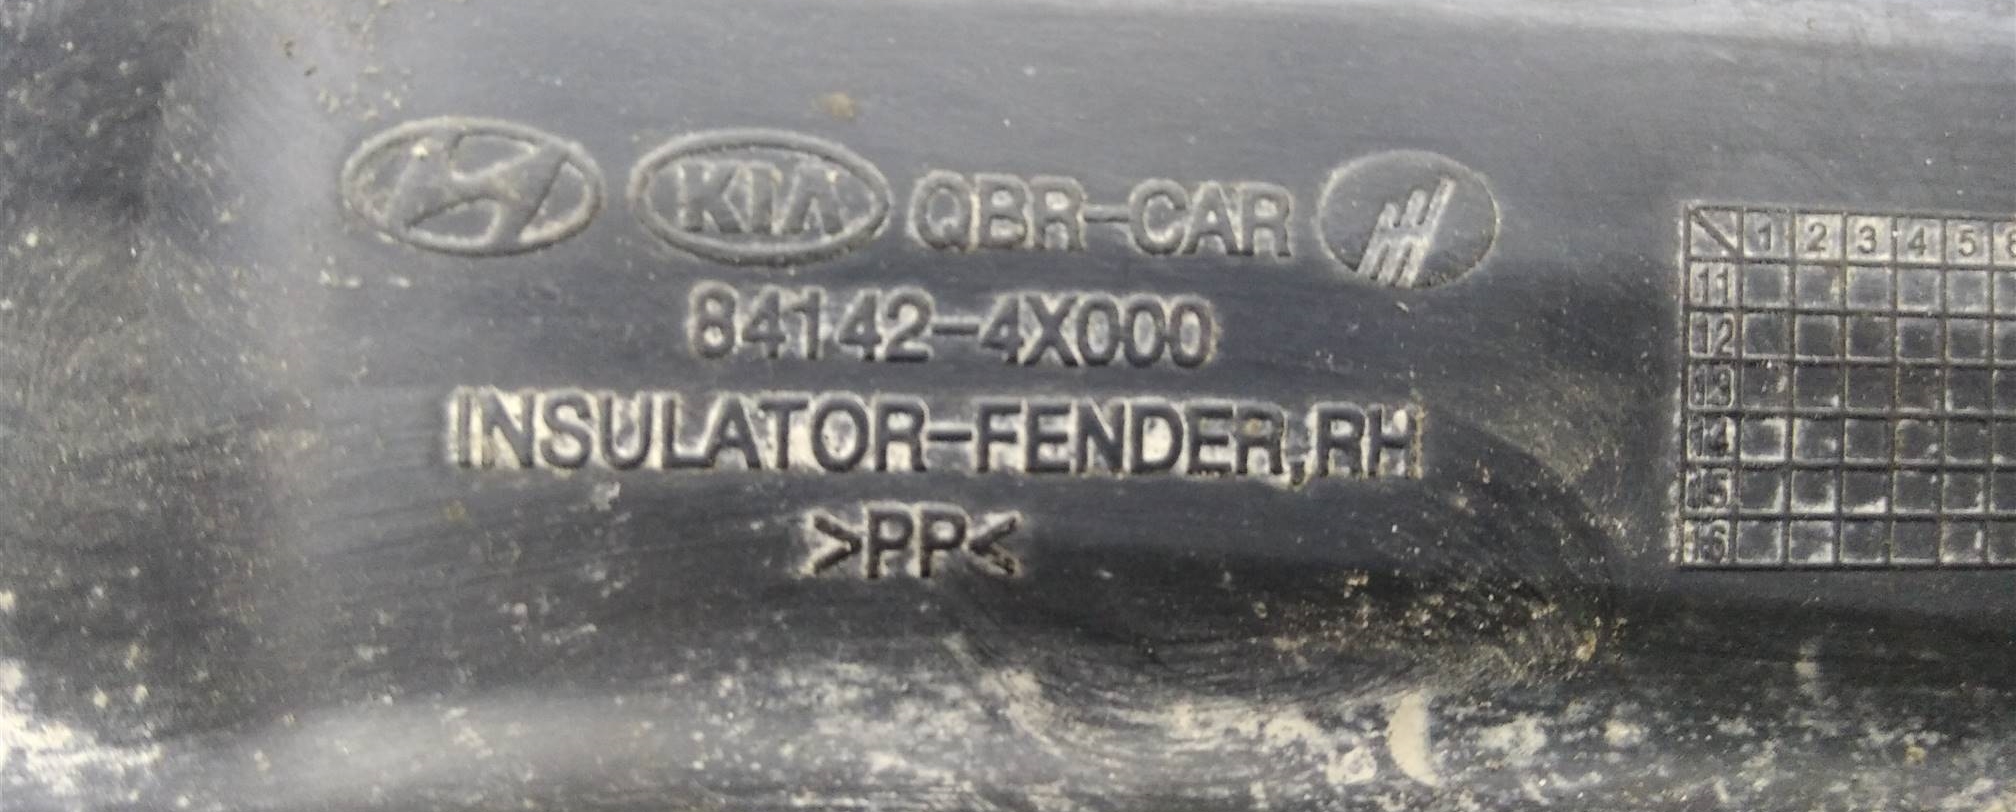 KIA QBR-CAR
84142-4X000
INSULATOR-FENDER,RH
>PP<
1 2 3 4 5 6
11
12
13
14
15
16